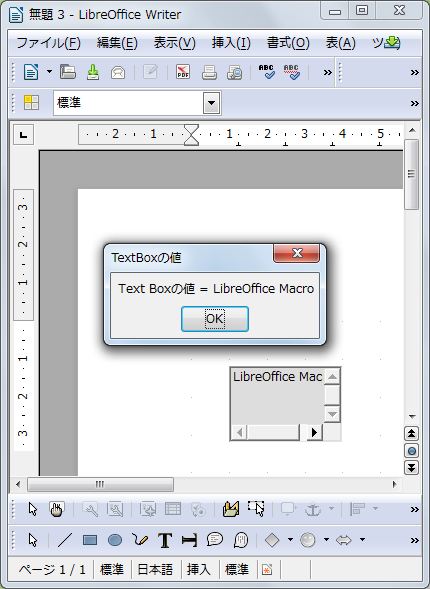 無題 3 - LibreOffice Writer
ファイル(F) 編集(E) 表示(V) 挿入(I) 書式(O) 表(A) ツ
PDF ABC ABC
標準
2 1 1 2 3 4 5
3 2 1 1 2 3
TextBoxの値
Text Boxの値 = LibreOffice Macro
OK
LibreOffice Mac
T T
ページ 1 / 1 標準 日本語 挿入 標準